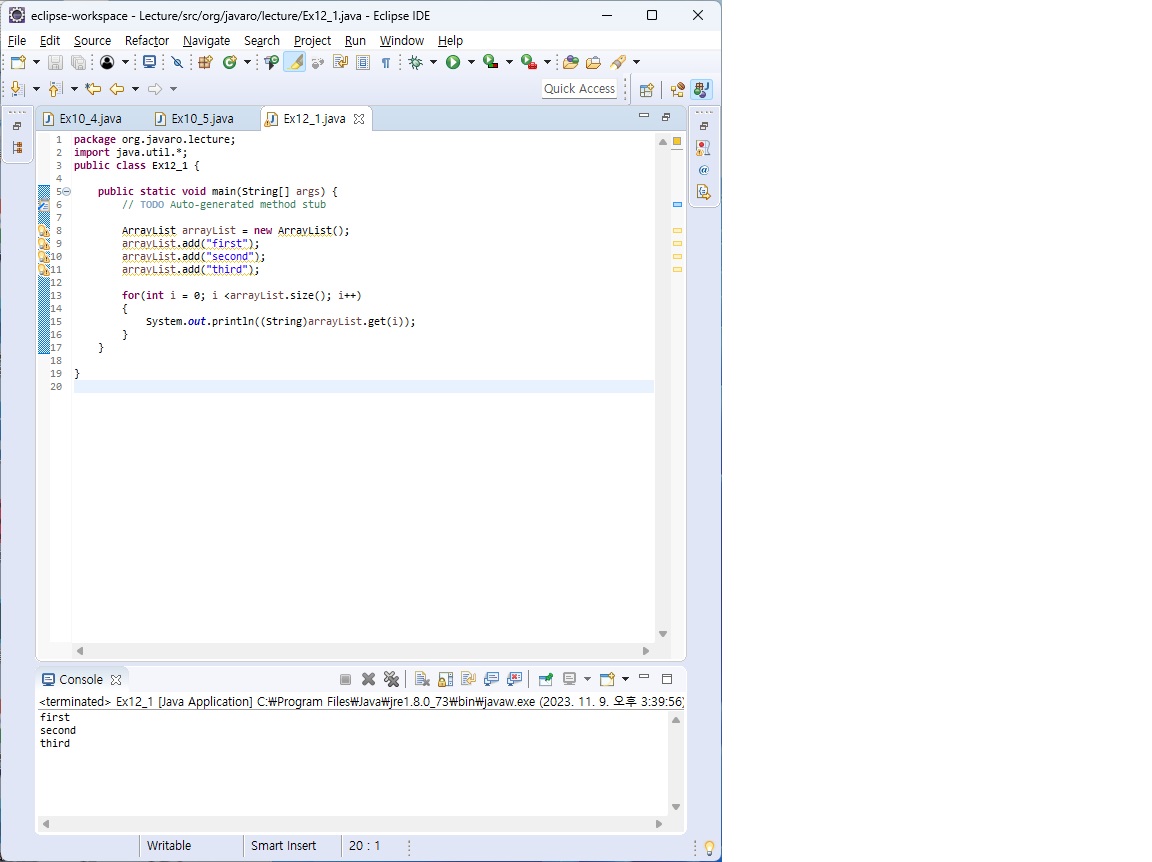 eclipse-workspace - Lecture/src/org/javaro/lecture/Ex12_1.java - Eclipse IDE
File Edit Source Refactor Navigate Search Project Run Window Help
Quick Access
Ex10_4.java Ex10_5.java Ex12_1.java
1 package org.javaro.lecture;
2 import java.util.*;
3 public class Ex12_1 {
4
5 public static void main(String[] args) {
6 // TODO Auto-generated method stub
7
8 ArrayList arrayList = new ArrayList();
9 arrayList.add("first");
10 arrayList.add("second");
11 arrayList.add("third");
12
13 for(int i = 0; i <arrayList.size(); i++)
14 {
15 System.out.println((String)arrayList.get(i));
16 }
17 }
18
19 }
20
Console
<terminated> Ex12_1 [Java Application] C:₩Program Files₩Java₩jre1.8.0_73₩bin₩javaw.exe (2023. 11. 9. 오후 3:39:56)
first
second
third
Writable Smart Insert 20 : 1